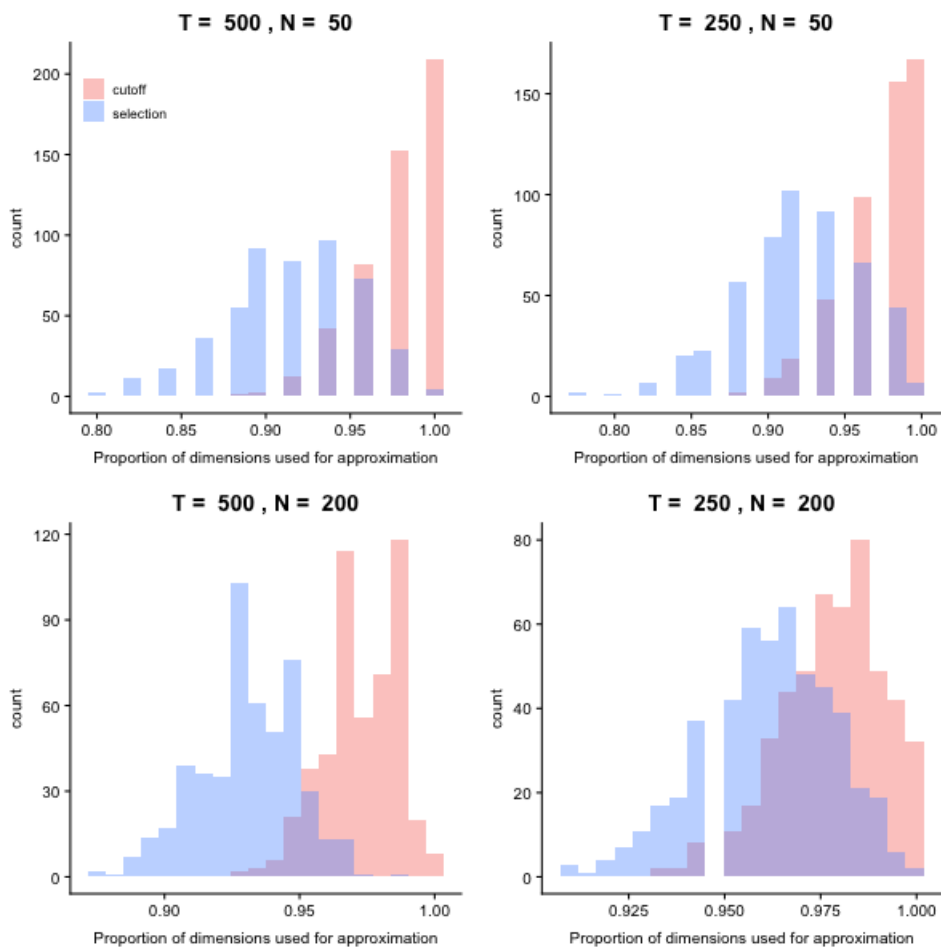 T = 500 , N = 50
200
150
100
50
0
count
cutoff
selection
0.80 0.85 0.90 0.95 1.00
Proportion of dimensions used for approximation
T = 250 , N = 50
150
100
50
0
count
0.80 0.85 0.90 0.95 1.00
Proportion of dimensions used for approximation
T = 500 , N = 200
120
90
60
30
0
count
0.90 0.95 1.00
Proportion of dimensions used for approximation
T = 250 , N = 200
80
60
40
20
0
count
0.925 0.950 0.975 1.000
Proportion of dimensions used for approximation